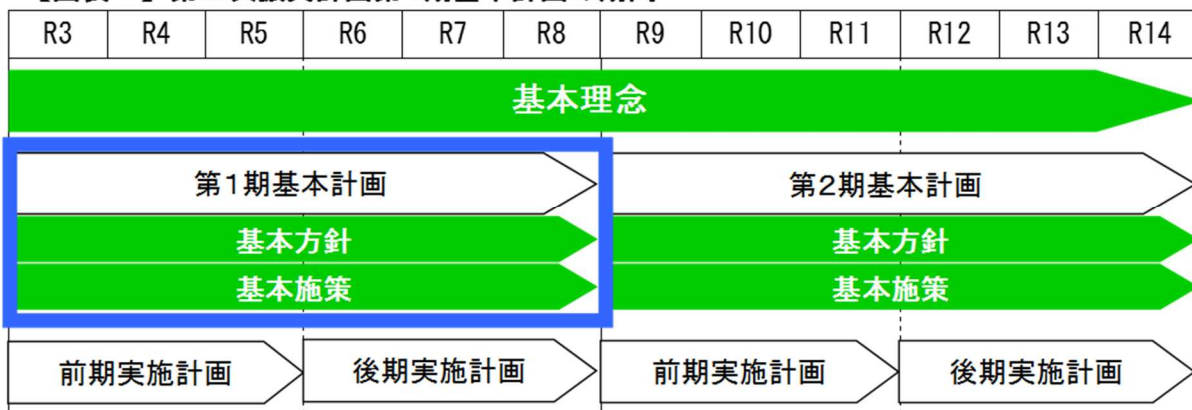 R3 R4 R5 R6 R7 R8 R9 R10 R11 R12 R13 R14
基本理念
第1期基本計画 第2期基本計画
基本方針 基本方針
基本施策 基本施策
前期実施計画 後期実施計画 前期実施計画 後期実施計画